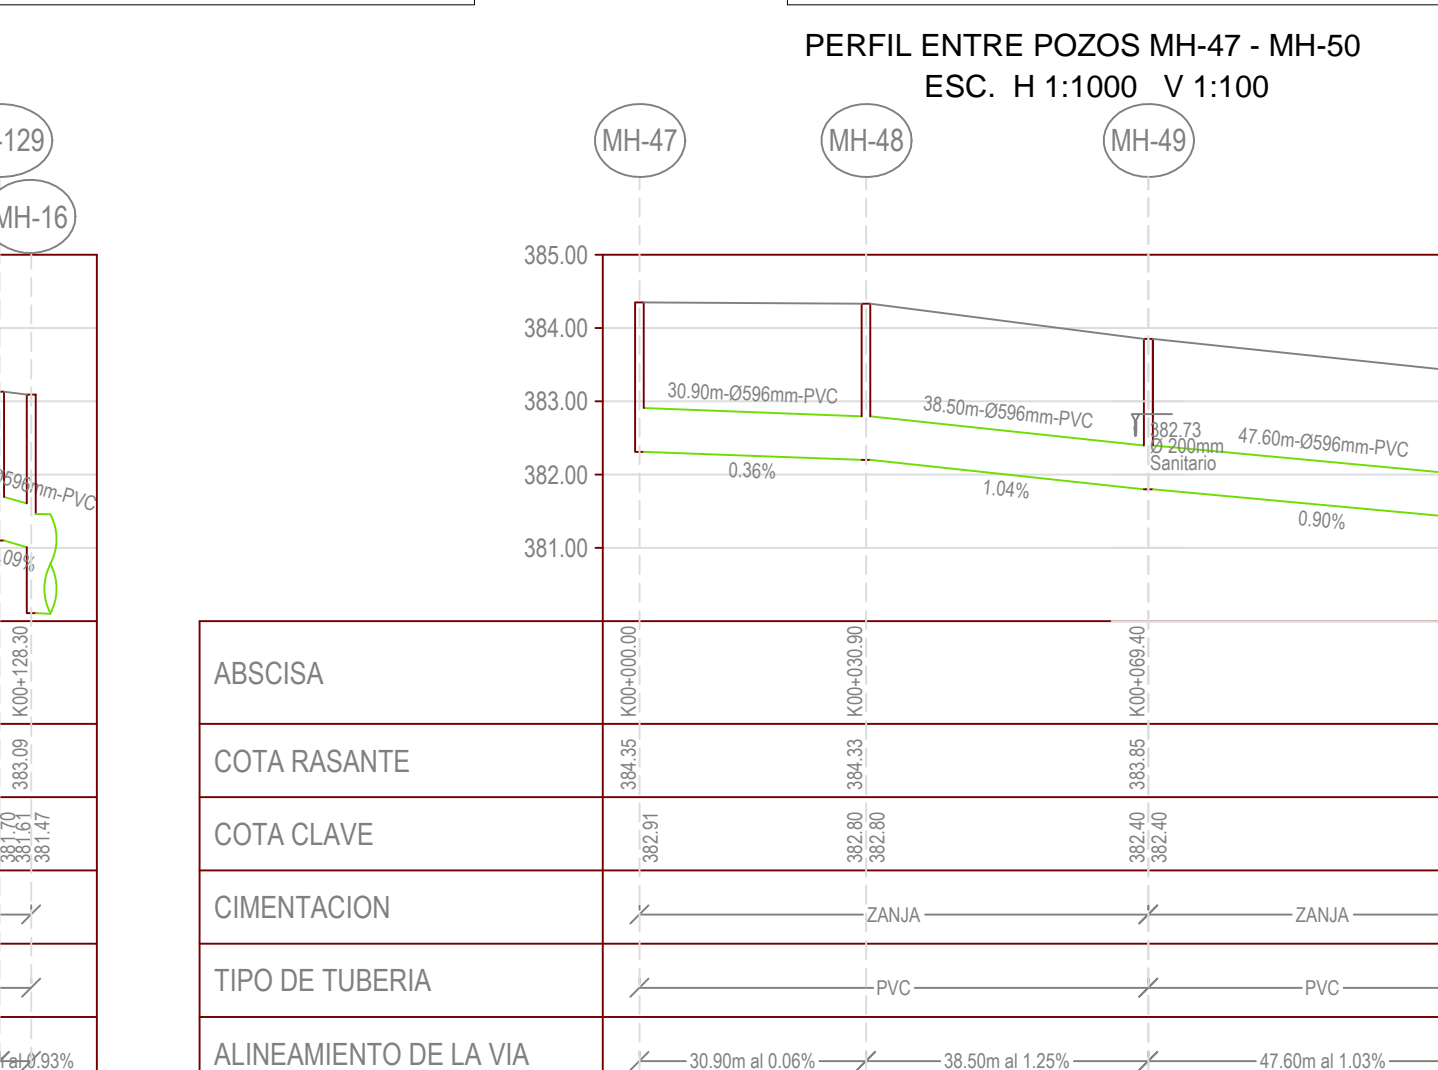 PERFIL ENTRE POZOS MH-47 - MH-50
ESC. H 1:1000 V 1:100
-129
MH-16
MH-47
MH-48
MH-49
385.00
384.00
383.00
382.00
381.00
30.90m-Ø596mm-PVC
38.50m-Ø596mm-PVC
47.60m-Ø596mm-PVC
382.73
Ø 200mm
Sanitario
0.36%
1.04%
0.90%
Ø596mm-PVC
.09%
K00+128.30
383.09
381.70
381.61
381.47
al 0.93%
ABSCISA
K00+000.00
K00+030.90
K00+069.40
COTA RASANTE
384.35
384.33
383.85
COTA CLAVE
382.91
382.80
382.80
382.40
382.40
CIMENTACION
ZANJA
ZANJA
TIPO DE TUBERIA
PVC
PVC
ALINEAMIENTO DE LA VIA
30.90m al 0.06%
38.50m al 1.25%
47.60m al 1.03%